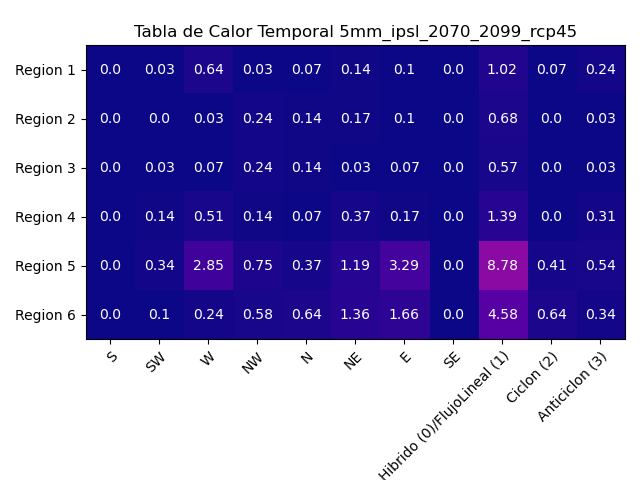 Tabla de Calor Temporal 5mm_ipsl_2070_2099_rcp45
Region 1 0.0 0.03 0.64 0.03 0.07 0.14 0.1 0.0 1.02 0.07 0.24
Region 2 0.0 0.0 0.03 0.24 0.14 0.17 0.1 0.0 0.68 0.0 0.03
Region 3 0.0 0.03 0.07 0.24 0.14 0.03 0.07 0.0 0.57 0.0 0.03
Region 4 0.0 0.14 0.51 0.14 0.07 0.37 0.17 0.0 1.39 0.0 0.31
Region 5 0.0 0.34 2.85 0.75 0.37 1.19 3.29 0.0 8.78 0.41 0.54
Region 6 0.0 0.1 0.24 0.58 0.64 1.36 1.66 0.0 4.58 0.64 0.34
S SW W NW N NE E SE Hibrido (0)/FlujoLineal (1) Ciclon (2) Anticiclon (3)